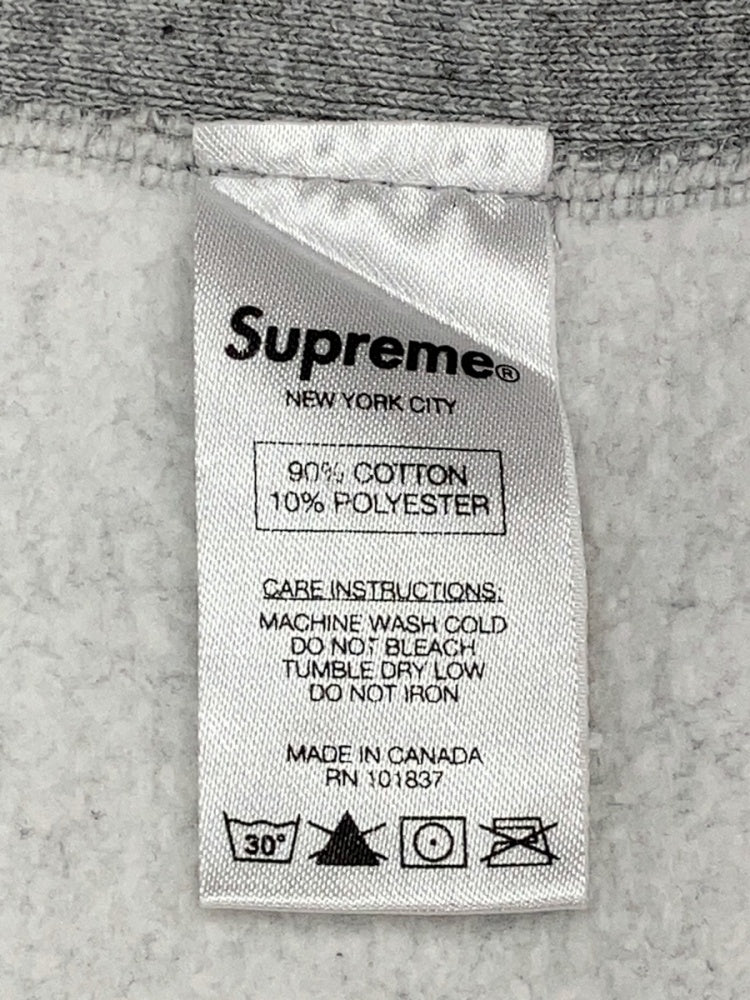 Supreme®
NEW YORK CITY
90% COTTON
10% POLYESTER
CARE INSTRUCTIONS:
MACHINE WASH COLD
DO NOT BLEACH
TUMBLE DRY LOW
DO NOT IRON
MADE IN CANADA
RN 101837
30°